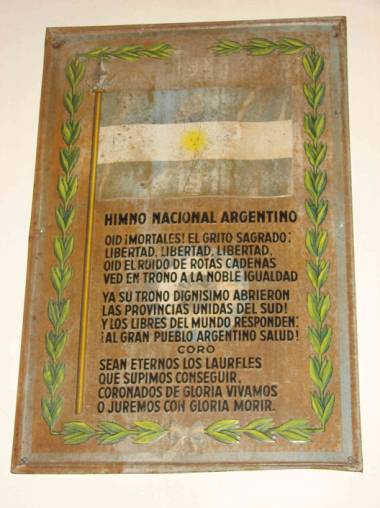 HIMNO NACIONAL ARGENTINO
HIMNO NACIONAL ARGENTINO
OID ¡MORTALES! EL GRITO SAGRADO:
LIBERTAD, LIBERTAD, LIBERTAD,
OID EL RUIDO DE ROTAS CADENAS
VED EN TRONO A LA NOBLE IGUALDAD
YA SU TRONO DIGNISIMO ABRIERON
LAS PROVINCIAS UNIDAS DEL SUD!
Y LOS LIBRES DEL MUNDO RESPONDEN:
¡AL GRAN PUEBLO ARGENTINO SALUD!
CORO
SEAN ETERNOS LOS LAURELES
QUE SUPIMOS CONSEGUIR,
CORONADOS DE GLORIA VIVAMOS
O JUREMOS CON GLORIA MORIR.